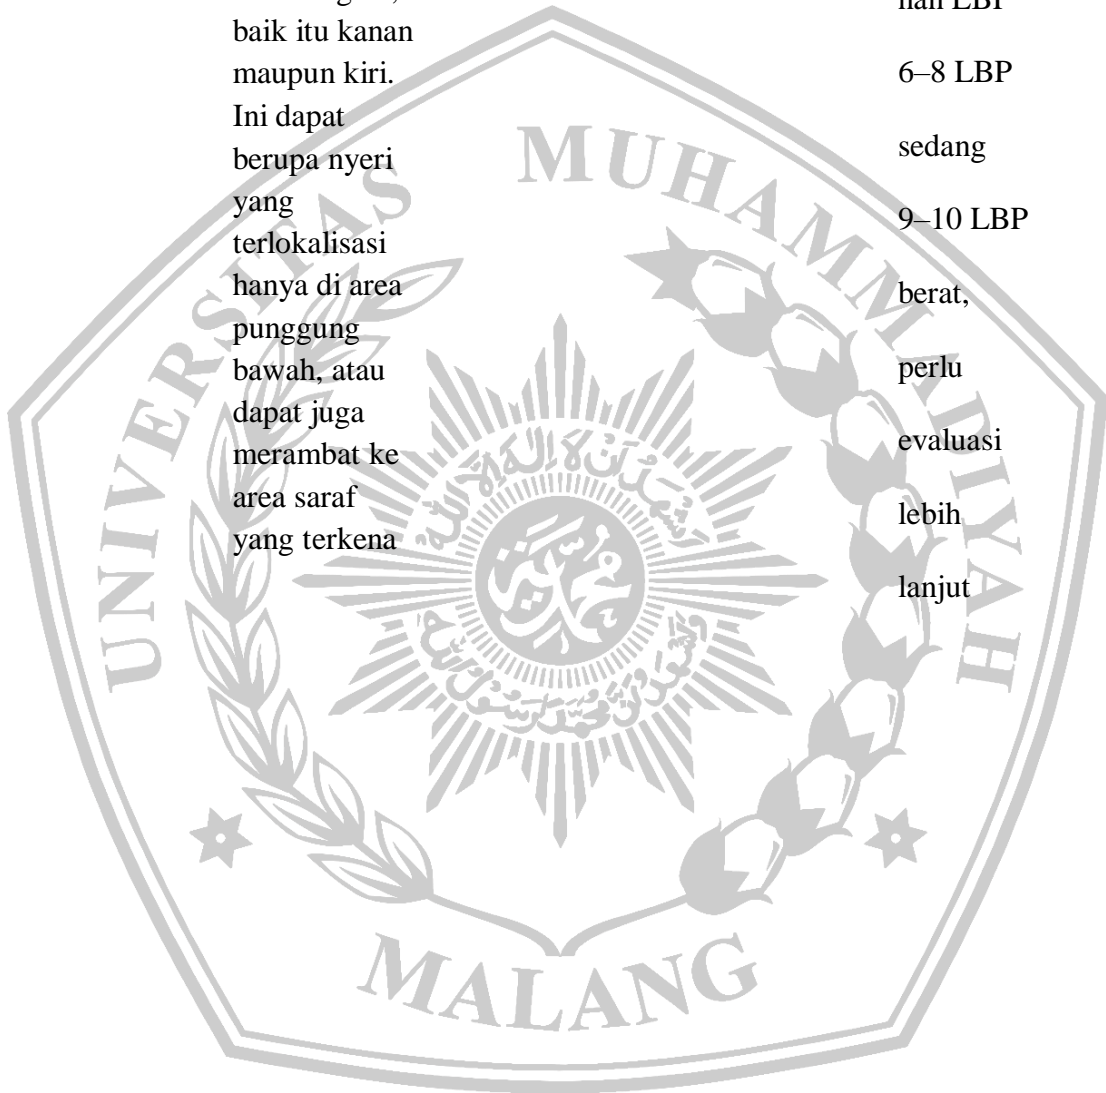 baik itu kanan
maupun kiri.
Ini dapat
berupa nyeri
yang
terlokalisasi
hanya di area
punggung
bawah, atau
dapat juga
merambat ke
area saraf
yang terkena
6–8 LBP
sedang
9–10 LBP
berat,
perlu
evaluasi
lebih
lanjut
UNIVERSITAS MUHAMMADIYAH
MALANG